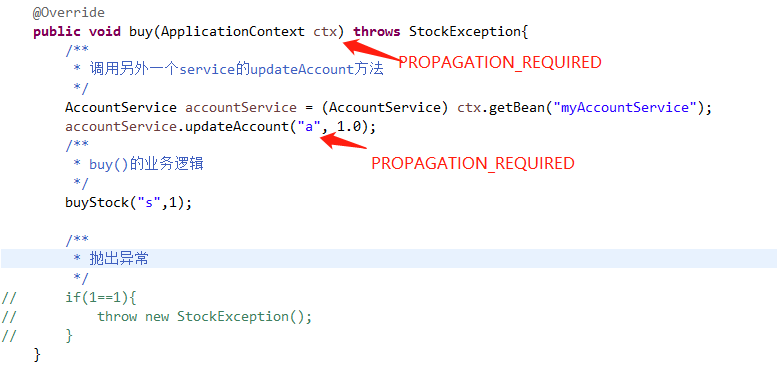 @Override
public void buy(ApplicationContext ctx) throws StockException{
/**
PROPAGATION_REQUIRED
* 调用另外一个service的updateAccount方法
*/
AccountService accountService = (AccountService) ctx.getBean("myAccountService");
accountService.updateAccount("a", 1.0);
/**
* buy()的业务逻辑
PROPAGATION_REQUIRED
*/
buyStock("s",1);
/**
* 抛出异常
*/
// if(1==1){
// throw new StockException();
// }
}